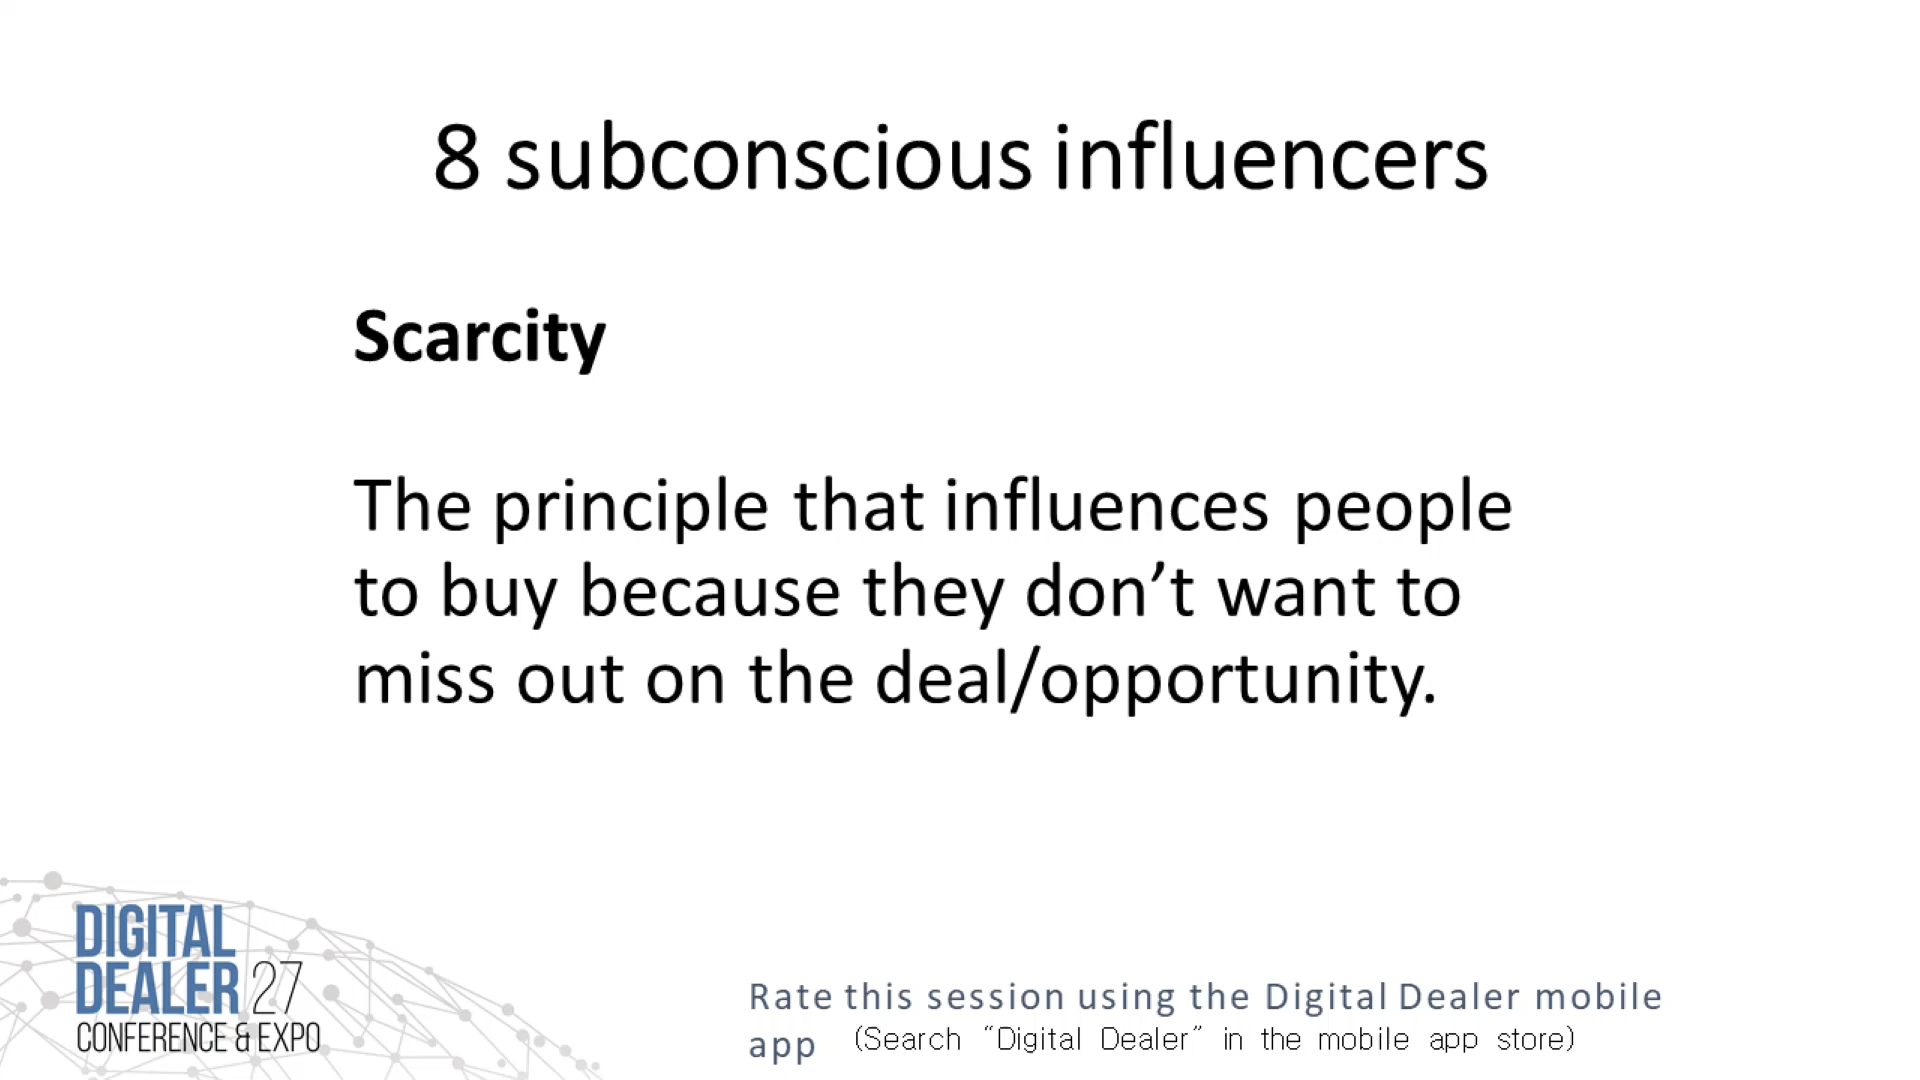 8 subconscious influencers
Scarcity
The principle that influences people
to buy because they don’t want to
miss out on the deal/opportunity.
DIGITAL
DEALER 27
CONFERENCE & EXPO
Rate this session using the Digital Dealer mobile
app (Search “Digital Dealer” in the mobile app store)